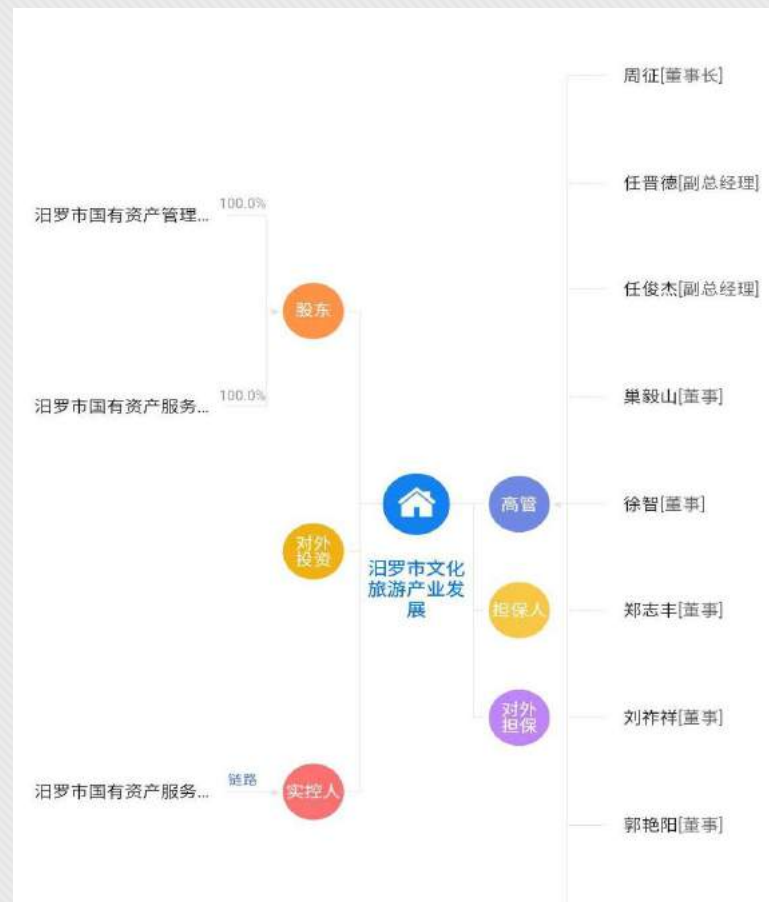 周征[董事长]
任晋德[副总经理]
100.0%
汨罗市国有资产管理...
任俊杰[副总经理]
股东
100.0%
汨罗市国有资产服务...
巢毅山[董事]
高管
徐智[董事]
对外
投资
汨罗市文化
旅游产业发
展
担保人
郑志丰[董事]
对外
担保
刘祚祥[董事]
链路
汨罗市国有资产服务...
实控人
郭艳阳[董事]